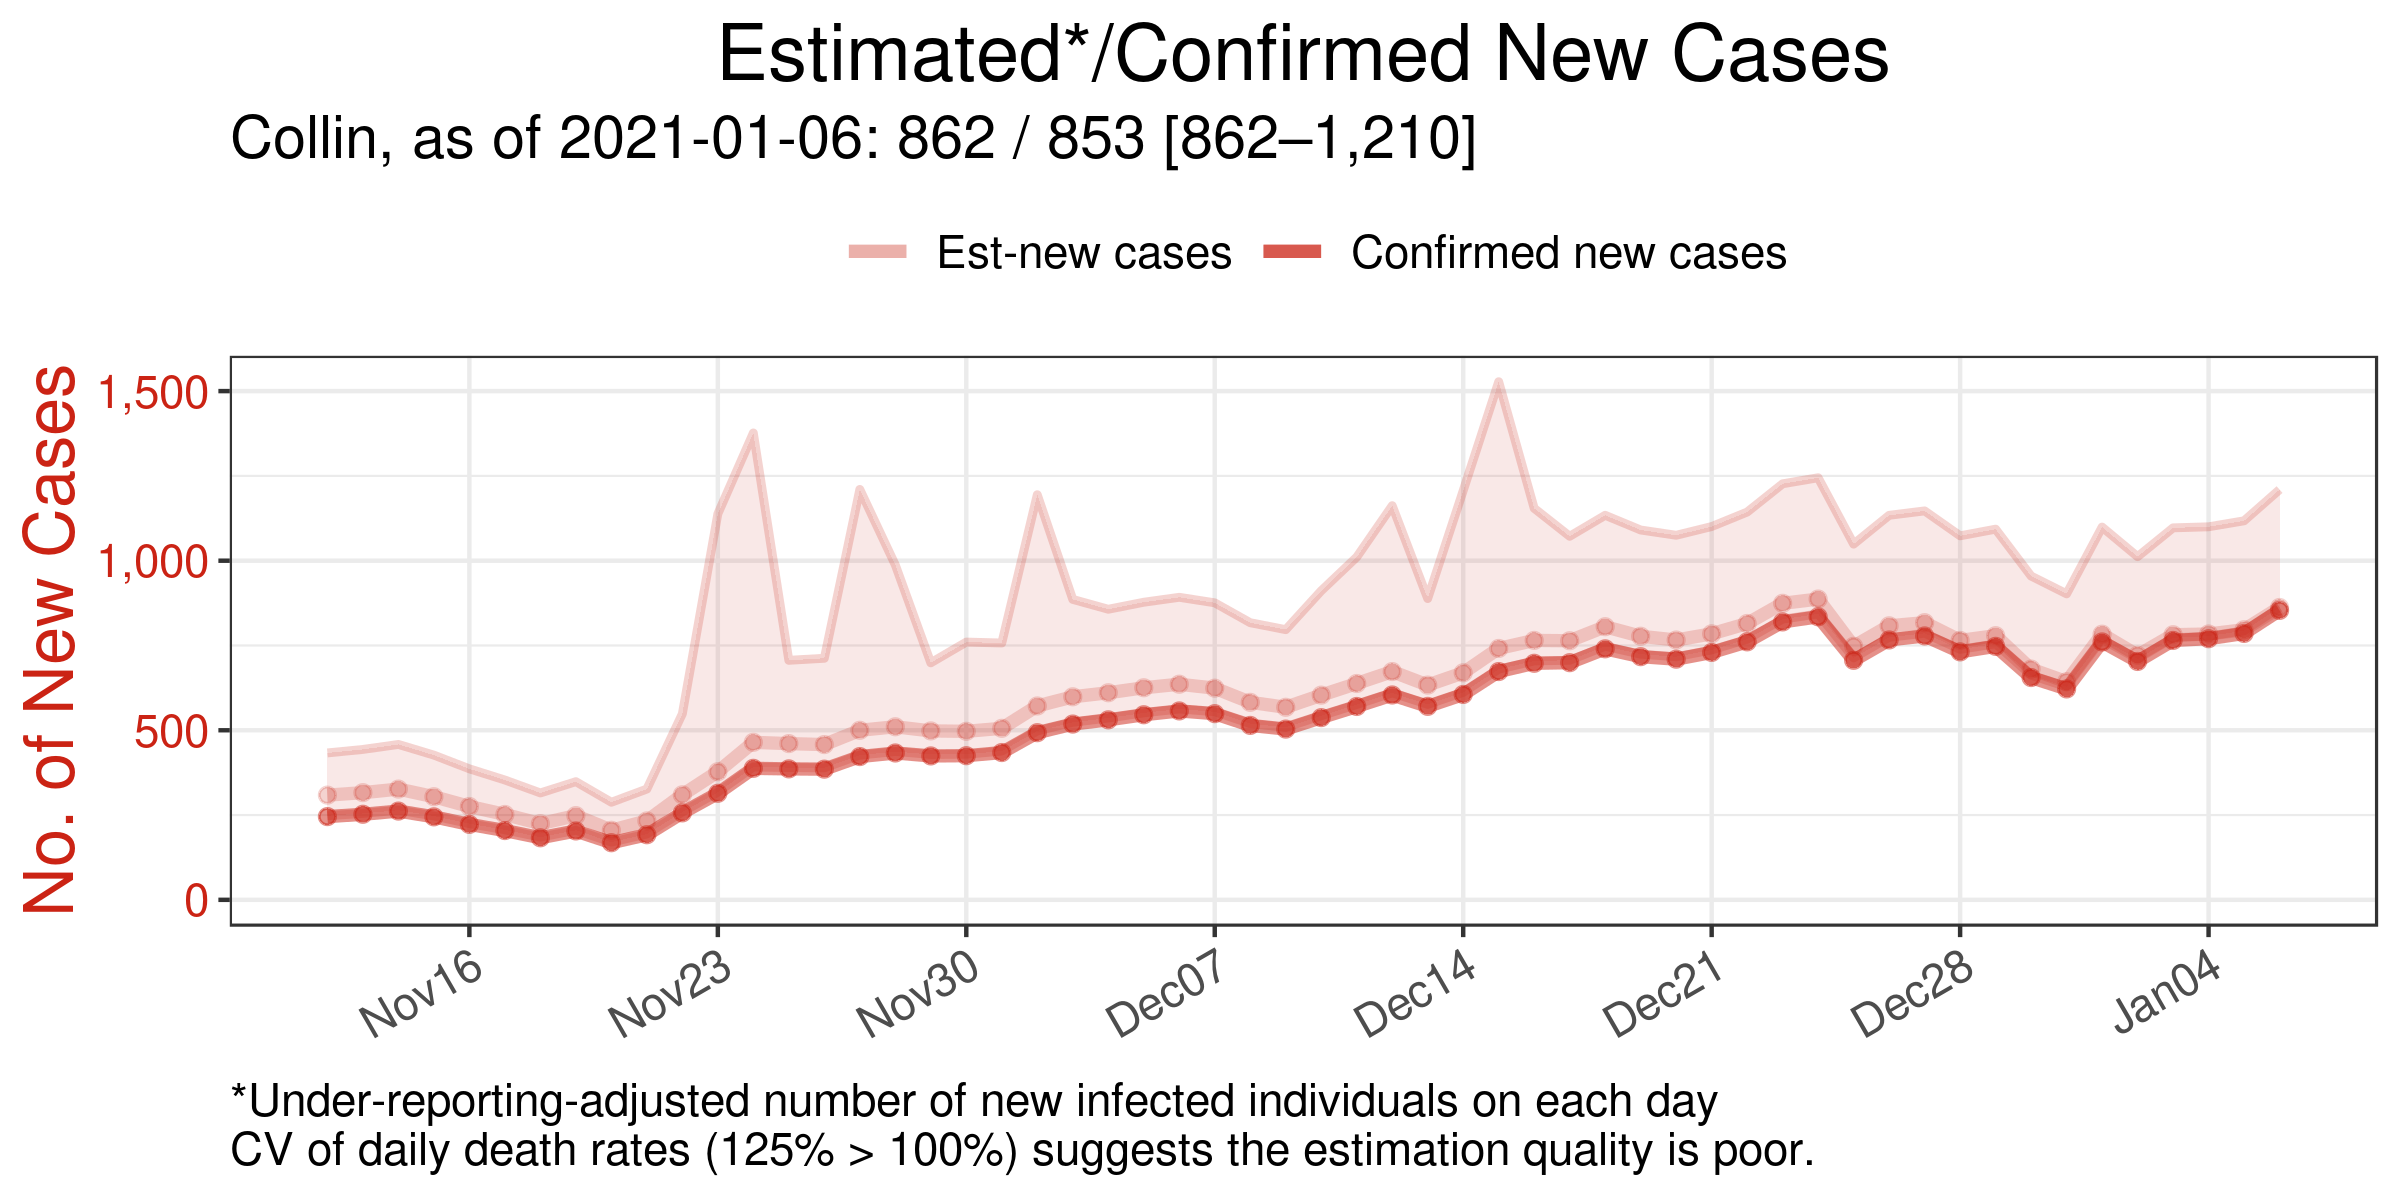 Estimated*/Confirmed New Cases
Collin, as of 2021-01-06: 862 / 853 [862–1,210]
Est-new cases Confirmed new cases
No. of New Cases
1,500
1,000
500
0
Nov16 Nov23 Nov30 Dec07 Dec14 Dec21 Dec28 Jan04
*Under-reporting-adjusted number of new infected individuals on each day
CV of daily death rates (125% > 100%) suggests the estimation quality is poor.